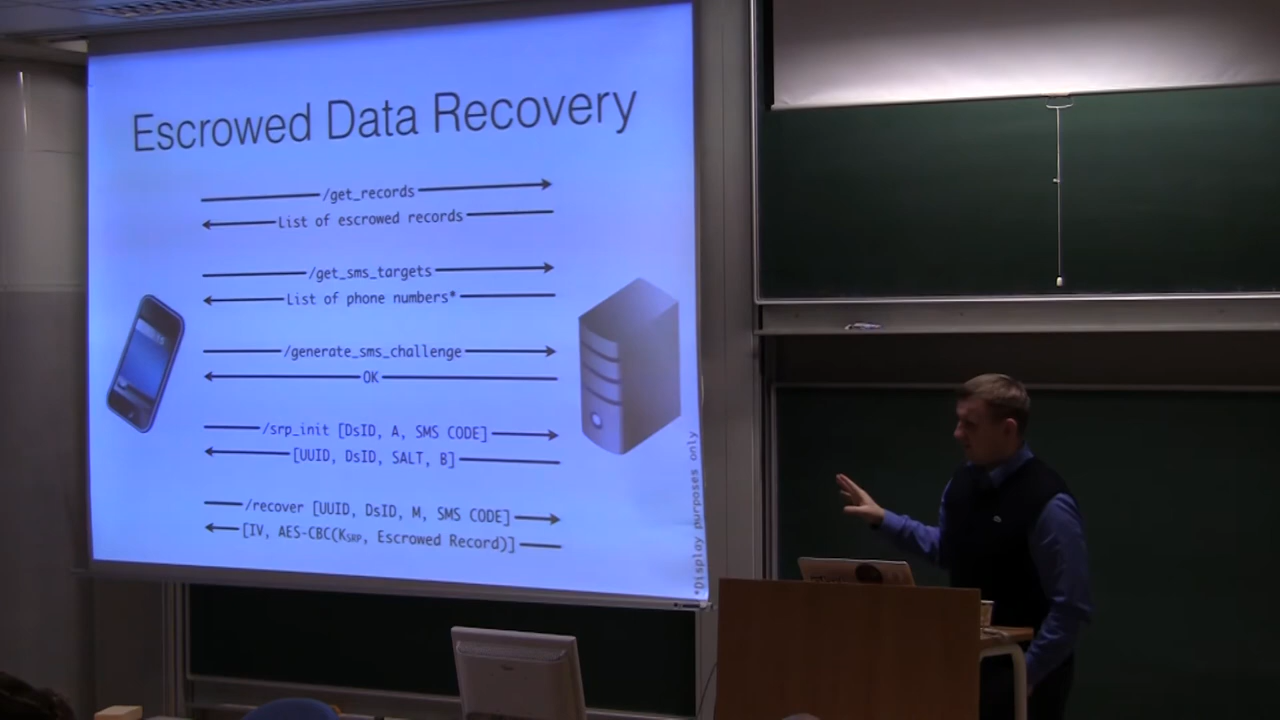 Escrowed Data Recovery
/get_records
List of escrowed records
/get_sms_targets
List of phone numbers*
/generate_sms_challenge
OK
/srp_init [DsID, A, SMS CODE]
[UUID, DsID, SALT, B]
/recover [UUID, DsID, M, SMS CODE]
[IV, AES-CBC(KSRP, Escrowed Record)]
*Display purposes only